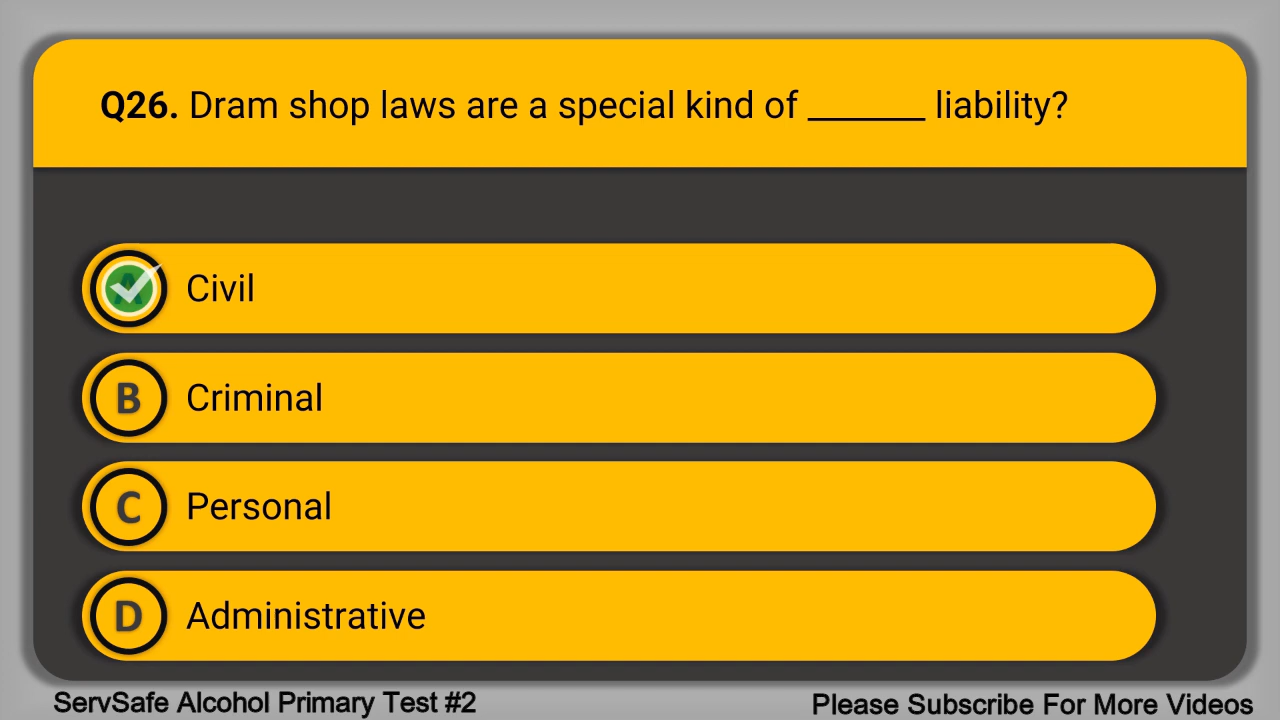 Q26. Dram shop laws are a special kind of ______ liability?
A Civil
B Criminal
C Personal
D Administrative
ServSafe Alcohol Primary Test #2
Please Subscribe For More Videos